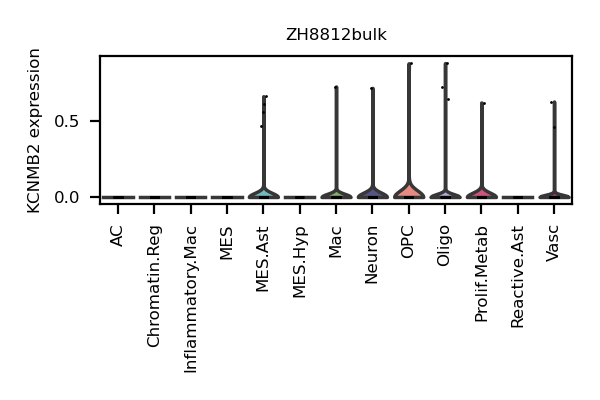 ZH8812bulk
KCNMB2 expression
0.5
0.0
AC
Chromatin.Reg
Inflammatory.Mac
MES
MES.Ast
MES.Hyp
Mac
Neuron
OPC
Oligo
Prolif.Metab
Reactive.Ast
Vasc